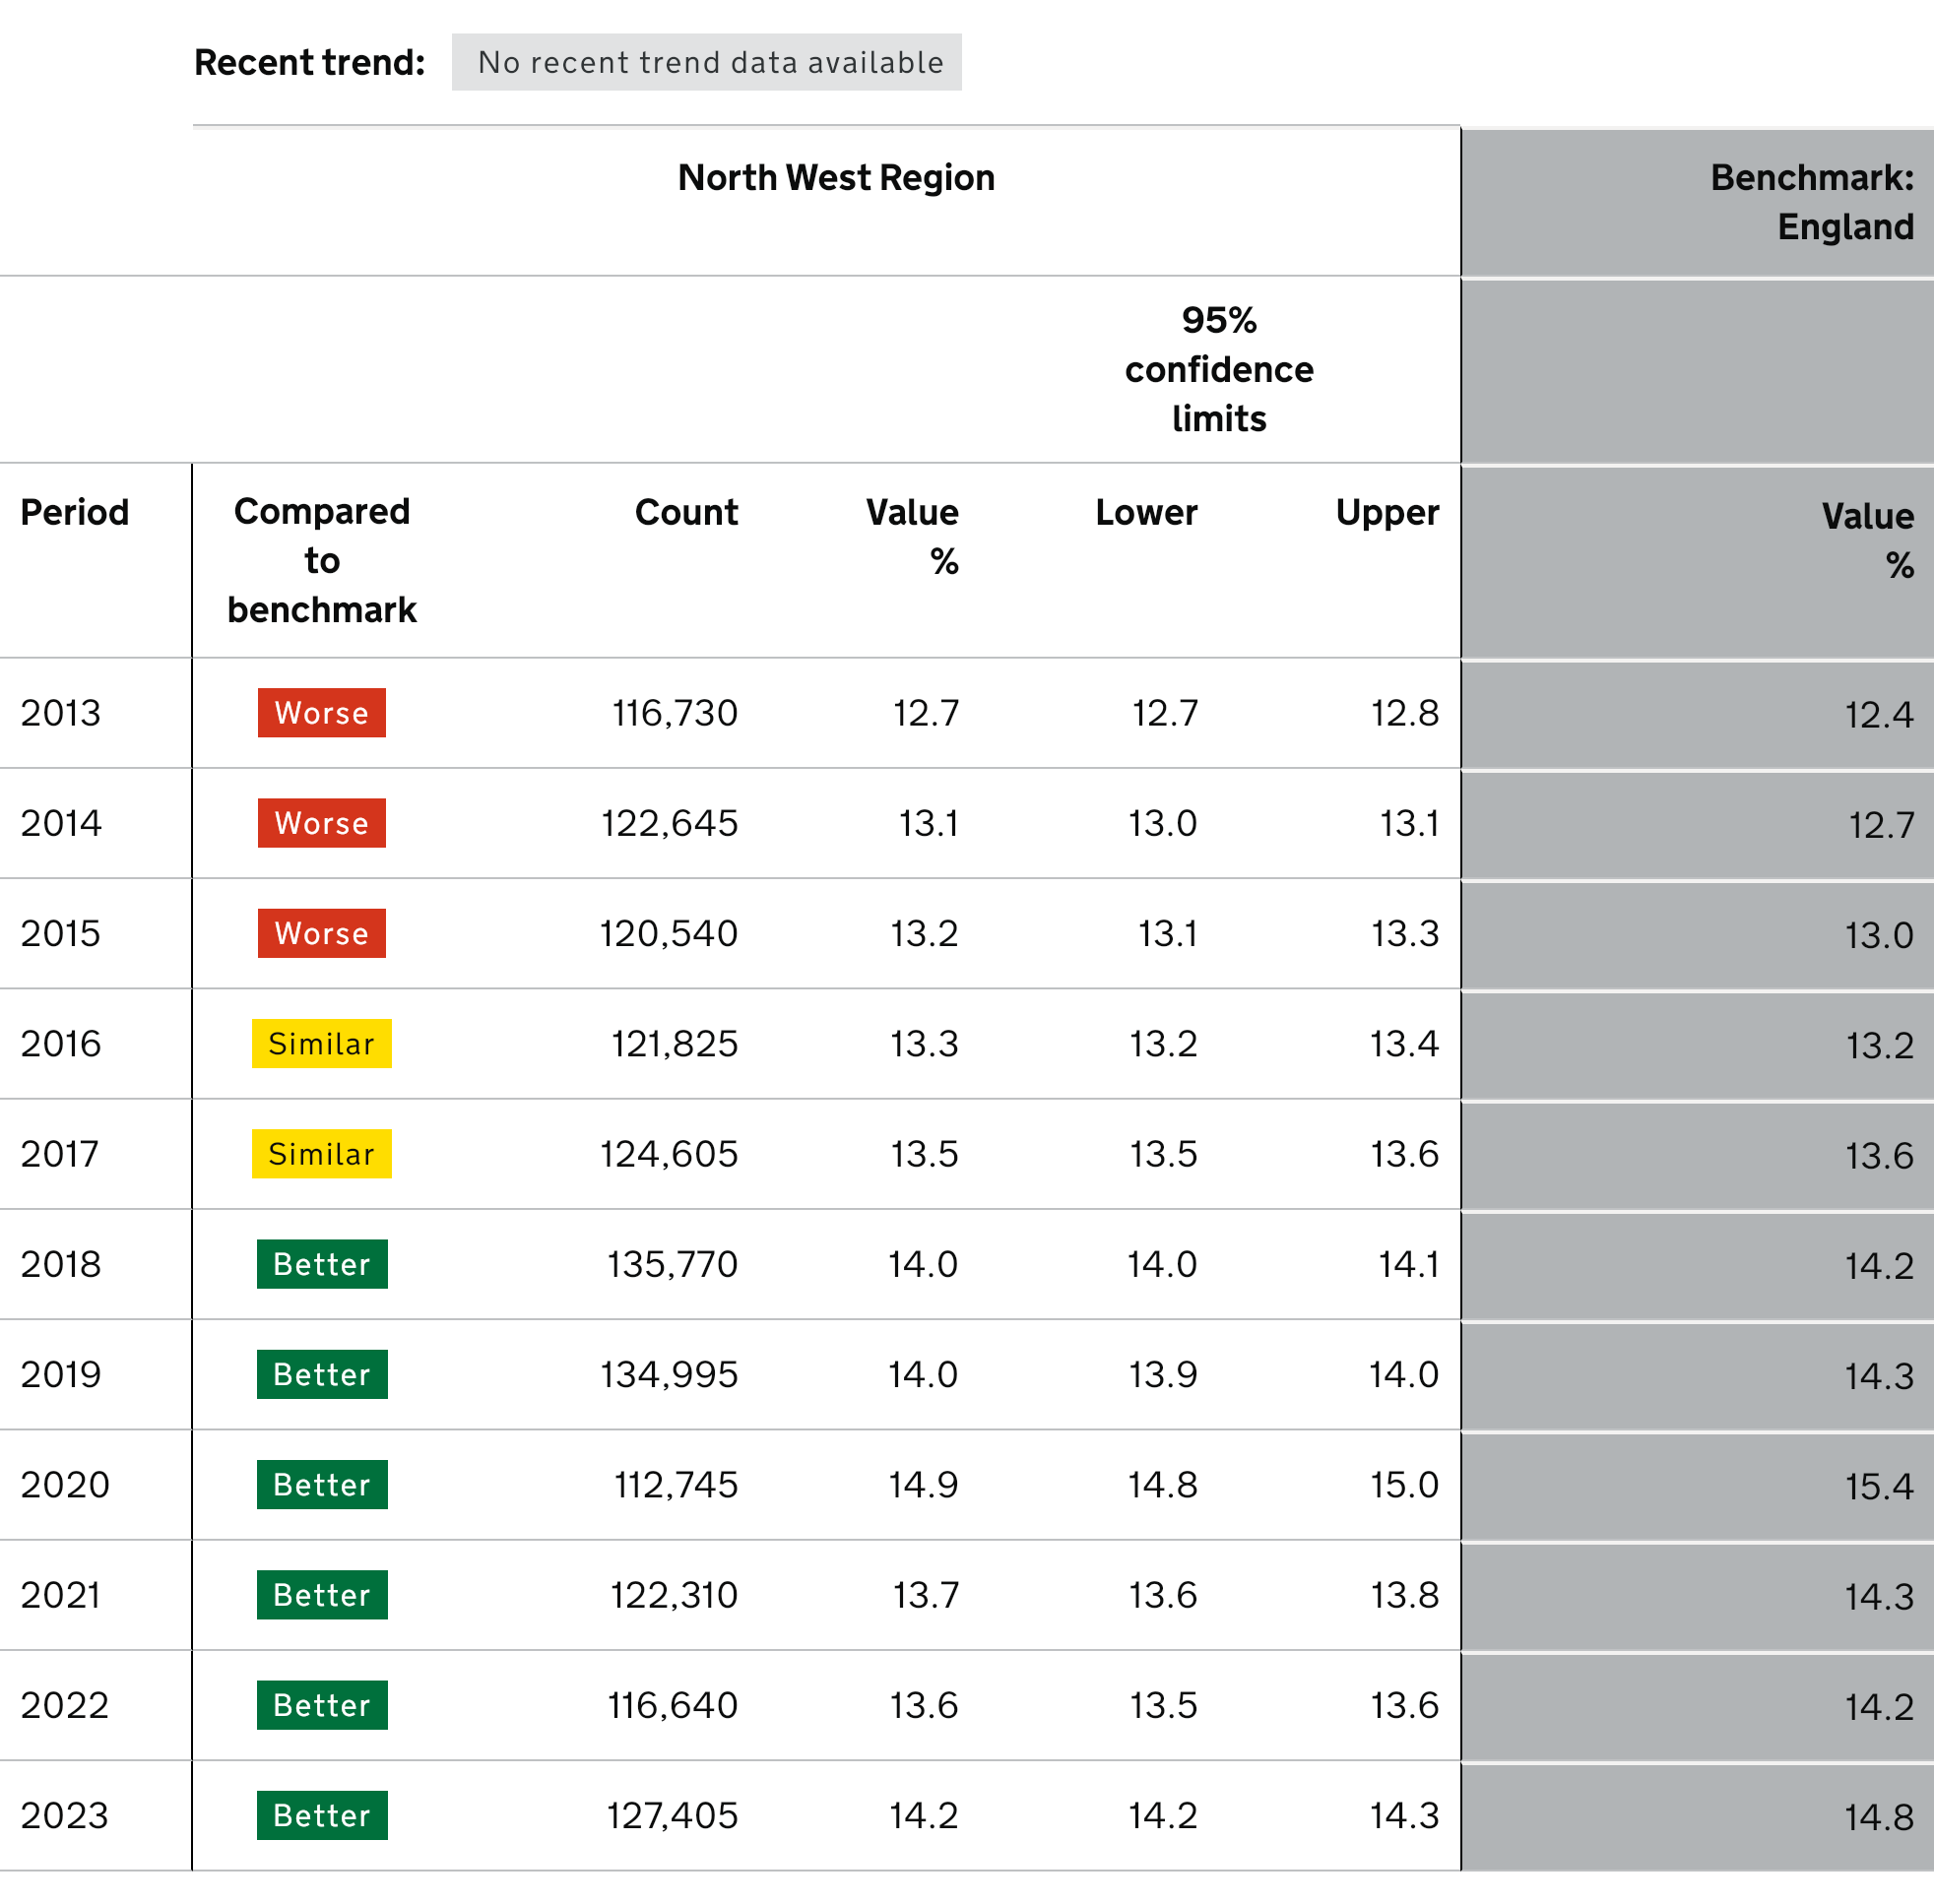 Recent trend: No recent trend data available
North West Region Benchmark:
England
95%
confidence
limits
Period Compared Count Value Lower Upper Value
to % %
benchmark
2013 Worse 116,730 12.7 12.7 12.8 12.4
2014 Worse 122,645 13.1 13.0 13.1 12.7
2015 Worse 120,540 13.2 13.1 13.3 13.0
2016 Similar 121,825 13.3 13.2 13.4 13.2
2017 Similar 124,605 13.5 13.5 13.6 13.6
2018 Better 135,770 14.0 14.0 14.1 14.2
2019 Better 134,995 14.0 13.9 14.0 14.3
2020 Better 112,745 14.9 14.8 15.0 15.4
2021 Better 122,310 13.7 13.6 13.8 14.3
2022 Better 116,640 13.6 13.5 13.6 14.2
2023 Better 127,405 14.2 14.2 14.3 14.8